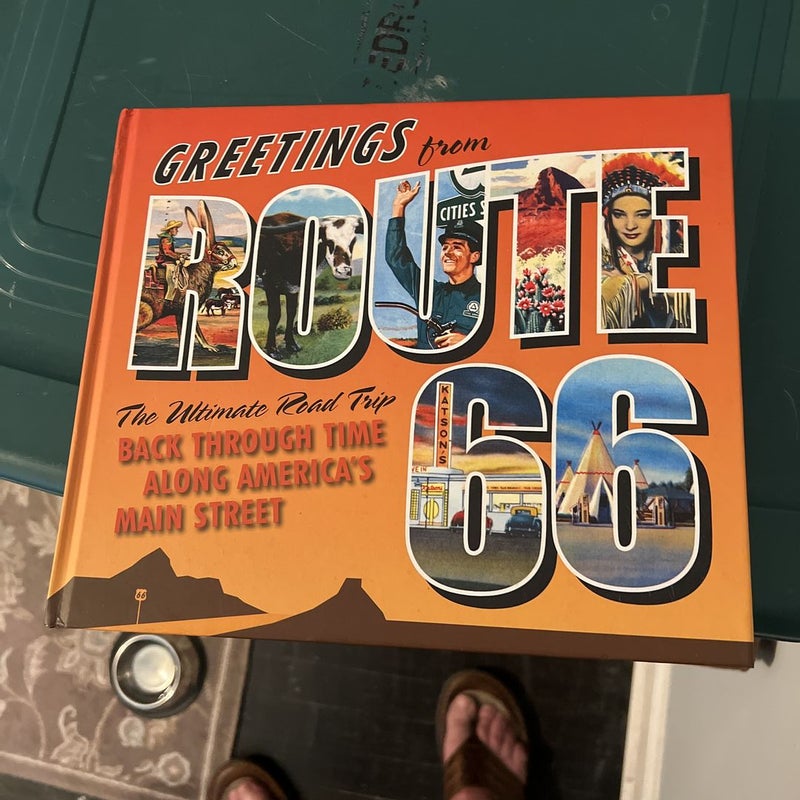 GREETINGS from
ROUTE
CITIES S
66
KATSON'S
The Ultimate Road Trip
BACK THROUGH TIME
ALONG AMERICA'S
MAIN STREET
66